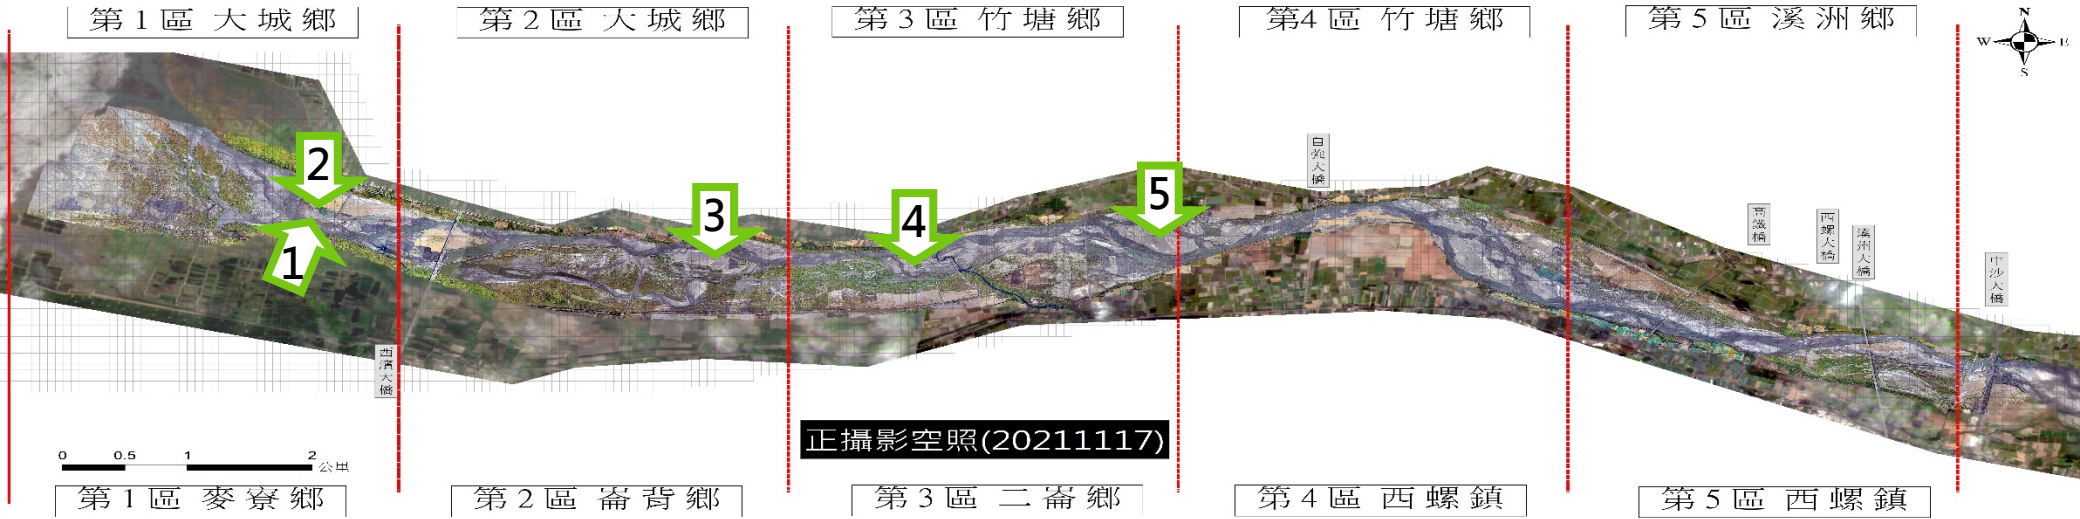 第1區 大城鄉
第2區 大城鄉
第3區 竹塘鄉
第4區 竹塘鄉
第5區 溪洲鄉
N
W
E
S
2
1
3
4
5
自強大橋
高鐵橋
西螺大橋
溪州大橋
中沙大橋
西濱大橋
正攝影空照(20211117)
0 0.5 1 2 公里
第1區 麥寮鄉
第2區 崙背鄉
第3區 二崙鄉
第4區 西螺鎮
第5區 西螺鎮